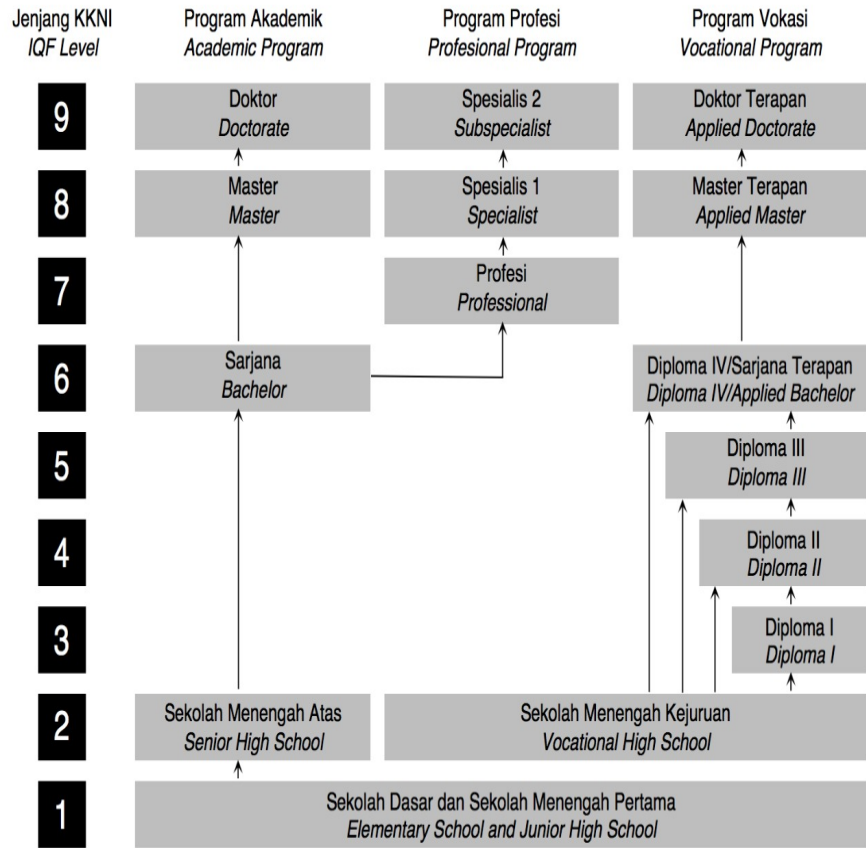 Jenjang KKNI
IQF Level
Program Akademik
Academic Program
Program Profesi
Profesional Program
Program Vokasi
Vocational Program
9
Doktor
Doctorate
Spesialis 2
Subspecialist
Doktor Terapan
Applied Doctorate
8
Master
Master
Spesialis 1
Specialist
Master Terapan
Applied Master
7
Profesi
Professional
6
Sarjana
Bachelor
Diploma IV/Sarjana Terapan
Diploma IV/Applied Bachelor
5
Diploma III
Diploma III
4
Diploma II
Diploma II
3
Diploma I
Diploma I
2
Sekolah Menengah Atas
Senior High School
Sekolah Menengah Kejuruan
Vocational High School
1
Sekolah Dasar dan Sekolah Menengah Pertama
Elementary School and Junior High School